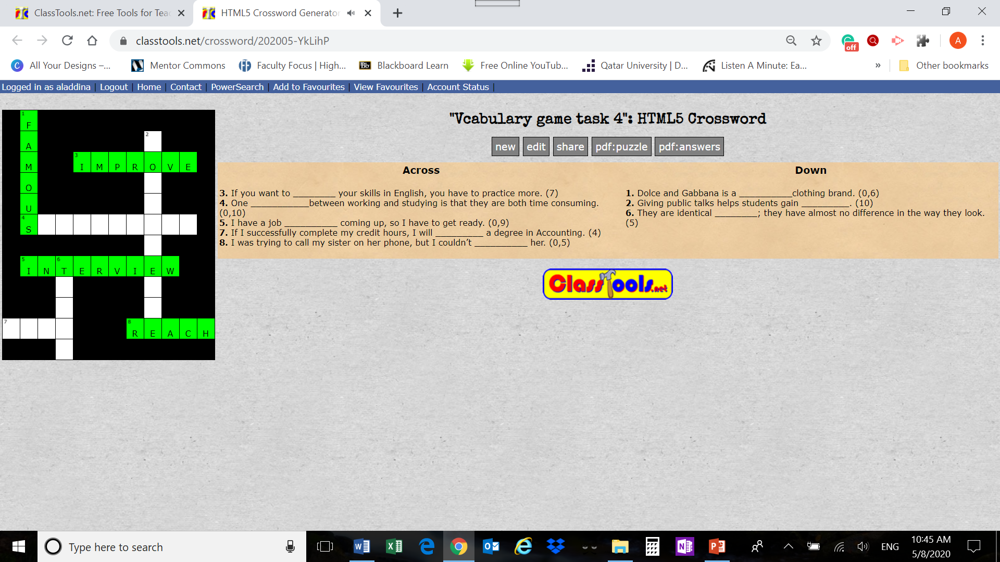 ClassTools.net: Free Tools for Teac
HTML5 Crossword Generator
classtools.net/crossword/202005-YkLihP
off
A
All Your Designs –...
Mentor Commons
Faculty Focus | High...
Bb
Blackboard Learn
Free Online YouTub...
Qatar University | D...
Listen A Minute: Ea...
»
Other bookmarks
Logged in as aladdina | Logout | Home | Contact | PowerSearch | Add to Favourites | View Favourites | Account Status |
"Vcabulary game task 4": HTML5 Crossword
new edit share pdf:puzzle pdf:answers
1
F
A
2
M
3
I M P R O V E
O
U
4
S
5 6
I N T E R V I E W
7
8
R E A C H
Across
3. If you want to ________ your skills in English, you have to practice more. (7)
4. One ___________between working and studying is that they are both time consuming.
(0,10)
5. I have a job __________ coming up, so I have to get ready. (0,9)
7. If I successfully complete my credit hours, I will _________ a degree in Accounting. (4)
8. I was trying to call my sister on her phone, but I couldn’t __________ her. (0,5)
Down
1. Dolce and Gabbana is a __________clothing brand. (0,6)
2. Giving public talks helps students gain _________. (10)
6. They are identical ________; they have almost no difference in the way they look.
(5)
ClassTools.net
Type here to search
ENG
10:45 AM
5/8/2020